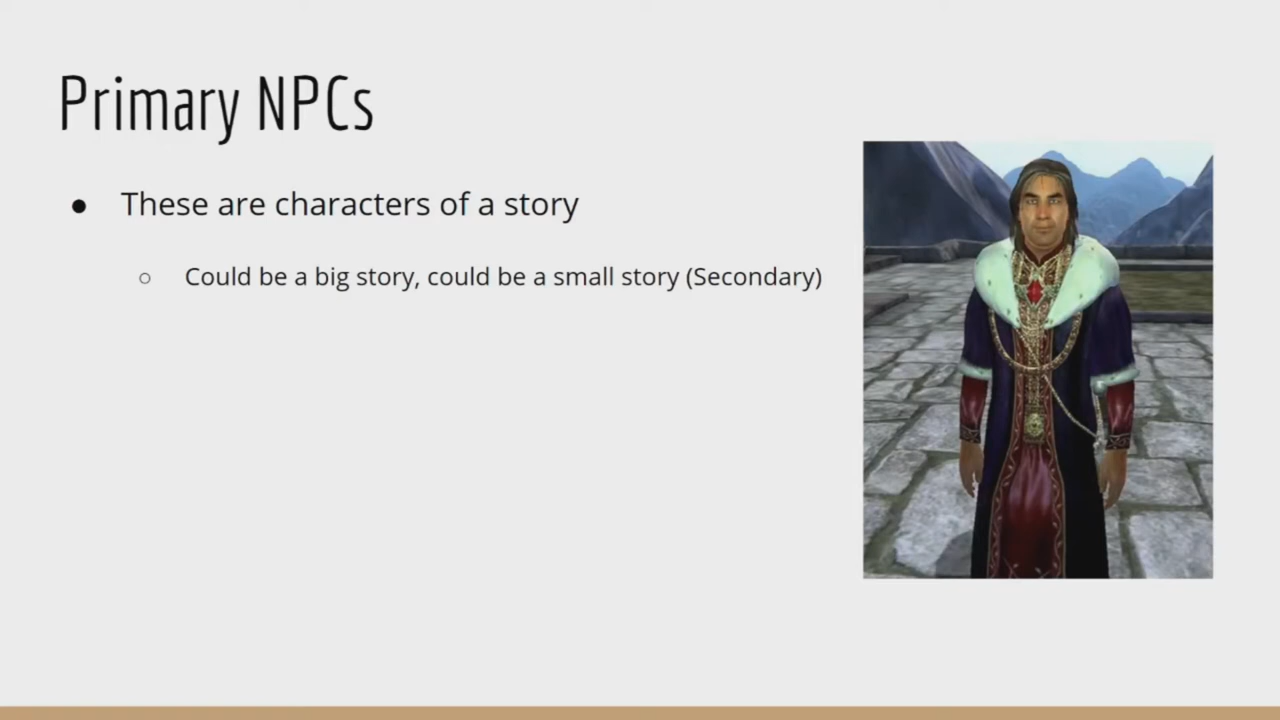 Primary NPCs
● These are characters of a story
○ Could be a big story, could be a small story (Secondary)